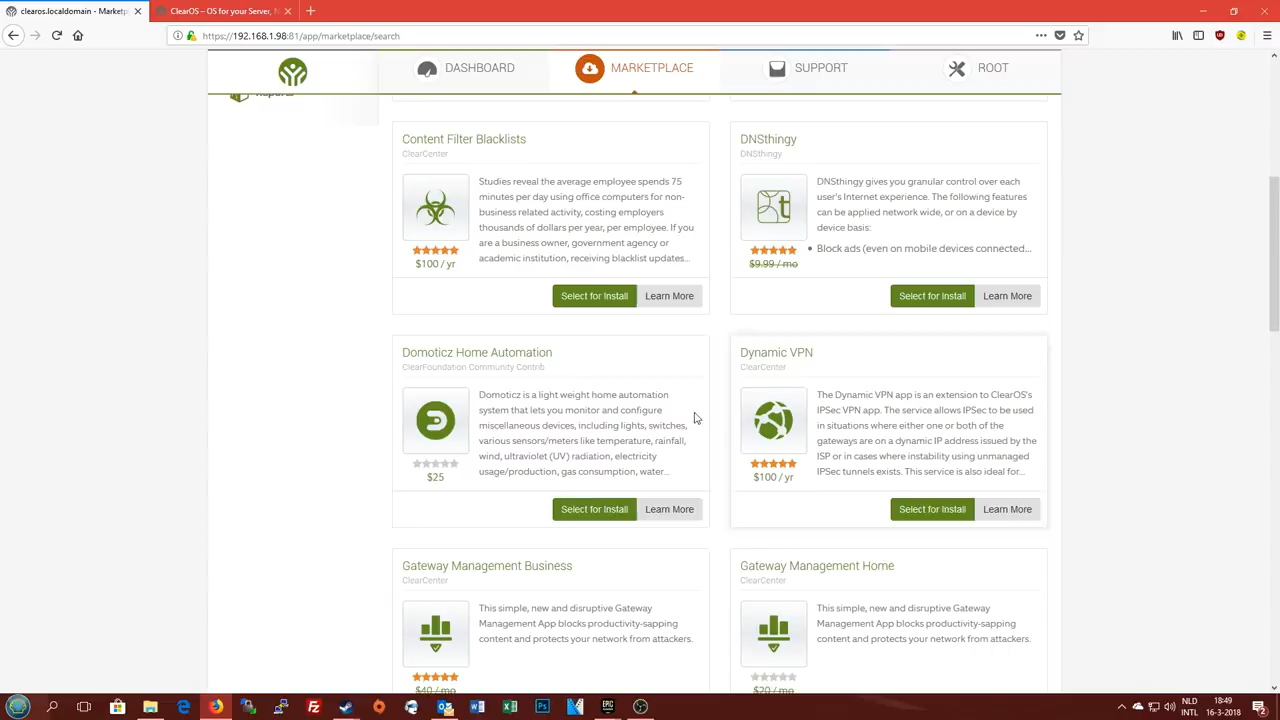 clearos.localdomain - Marketp
ClearOS – OS for your Server, N
https://192.168.1.98:81/app/marketplace/search
DASHBOARD
MARKETPLACE
SUPPORT
ROOT
Content Filter Blacklists
ClearCenter
Studies reveal the average employee spends 75
minutes per day using office computers for non-
business related activity, costing employers
thousands of dollars per year, per employee. If you
are a business owner, government agency or
academic institution, receiving blacklist updates...
$100 / yr
Select for Install
Learn More
DNSthingy
DNSthingy
DNSthingy gives you granular control over each
user's Internet experience. The following features
can be applied network wide, or on a device by
device basis:
• Block ads (even on mobile devices connected...
$9.99 / mo
Select for Install
Learn More
Domoticz Home Automation
ClearFoundation Community Contrib
Domoticz is a light weight home automation
system that lets you monitor and configure
miscellaneous devices, including lights, switches,
various sensors/meters like temperature, rainfall,
wind, ultraviolet (UV) radiation, electricity
usage/production, gas consumption, water...
$25
Select for Install
Learn More
Dynamic VPN
ClearCenter
The Dynamic VPN app is an extension to ClearOS's
IPSec VPN app. The service allows IPSec to be used
in situations where either one or both of the
gateways are on a dynamic IP address issued by the
ISP or in cases where instability using unmanaged
IPSec tunnels exists. This service is also ideal for...
$100 / yr
Select for Install
Learn More
Gateway Management Business
ClearCenter
This simple, new and disruptive Gateway
Management App blocks productivity-sapping
content and protects your network from attackers.
$40 / mo
Gateway Management Home
ClearCenter
This simple, new and disruptive Gateway
Management App blocks productivity-sapping
content and protects your network from attackers.
$20 / mo
EPIC
NLD
INTL
18:49
16-3-2018